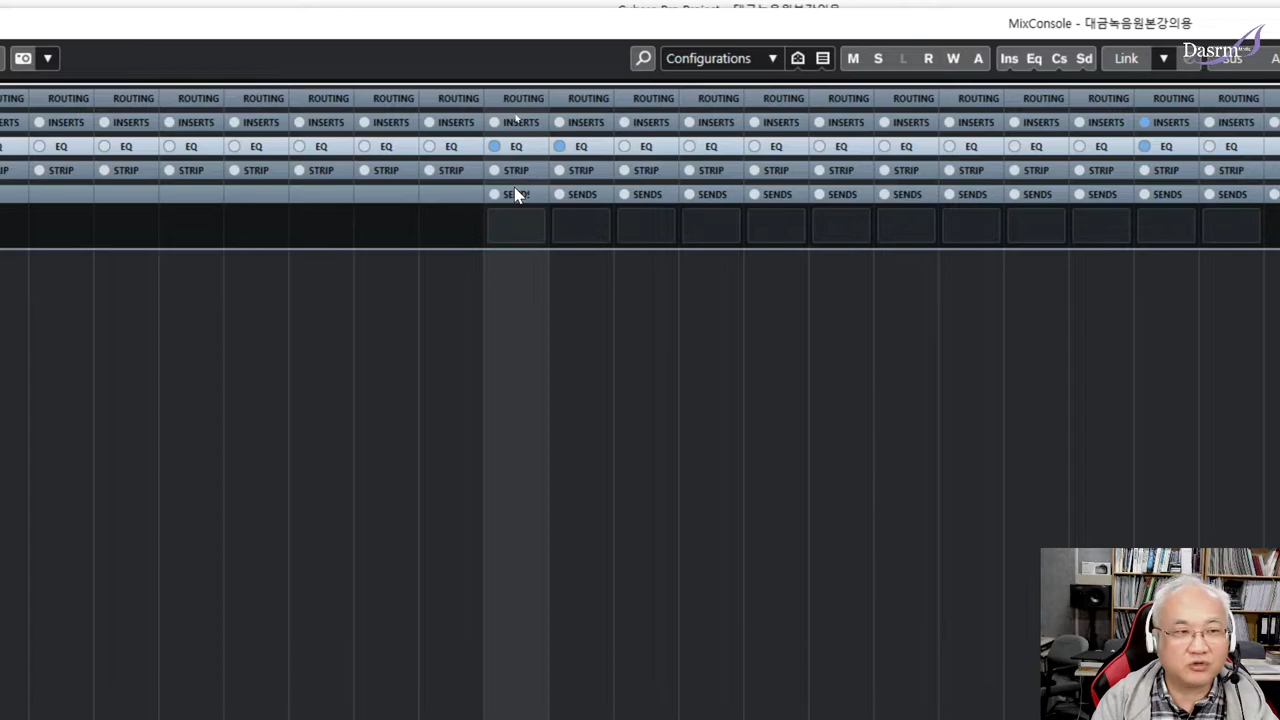 MixConsole - 대금녹음원본강의용
Dasrm
Configurations M S L R W A Ins Eq Cs Sd Link
ROUTING ROUTING ROUTING ROUTING ROUTING ROUTING ROUTING ROUTING ROUTING ROUTING ROUTING ROUTING ROUTING ROUTING ROUTING ROUTING ROUTING ROUTING ROUTING
INSERTS INSERTS INSERTS INSERTS INSERTS INSERTS INSERTS INSERTS INSERTS INSERTS INSERTS INSERTS INSERTS INSERTS INSERTS INSERTS INSERTS INSERTS INSERTS
EQ EQ EQ EQ EQ EQ EQ EQ EQ EQ EQ EQ EQ EQ EQ EQ EQ EQ EQ
STRIP STRIP STRIP STRIP STRIP STRIP STRIP STRIP STRIP STRIP STRIP STRIP STRIP STRIP STRIP STRIP STRIP STRIP STRIP
SENDS SENDS SENDS SENDS SENDS SENDS SENDS SENDS SENDS SENDS SENDS SENDS